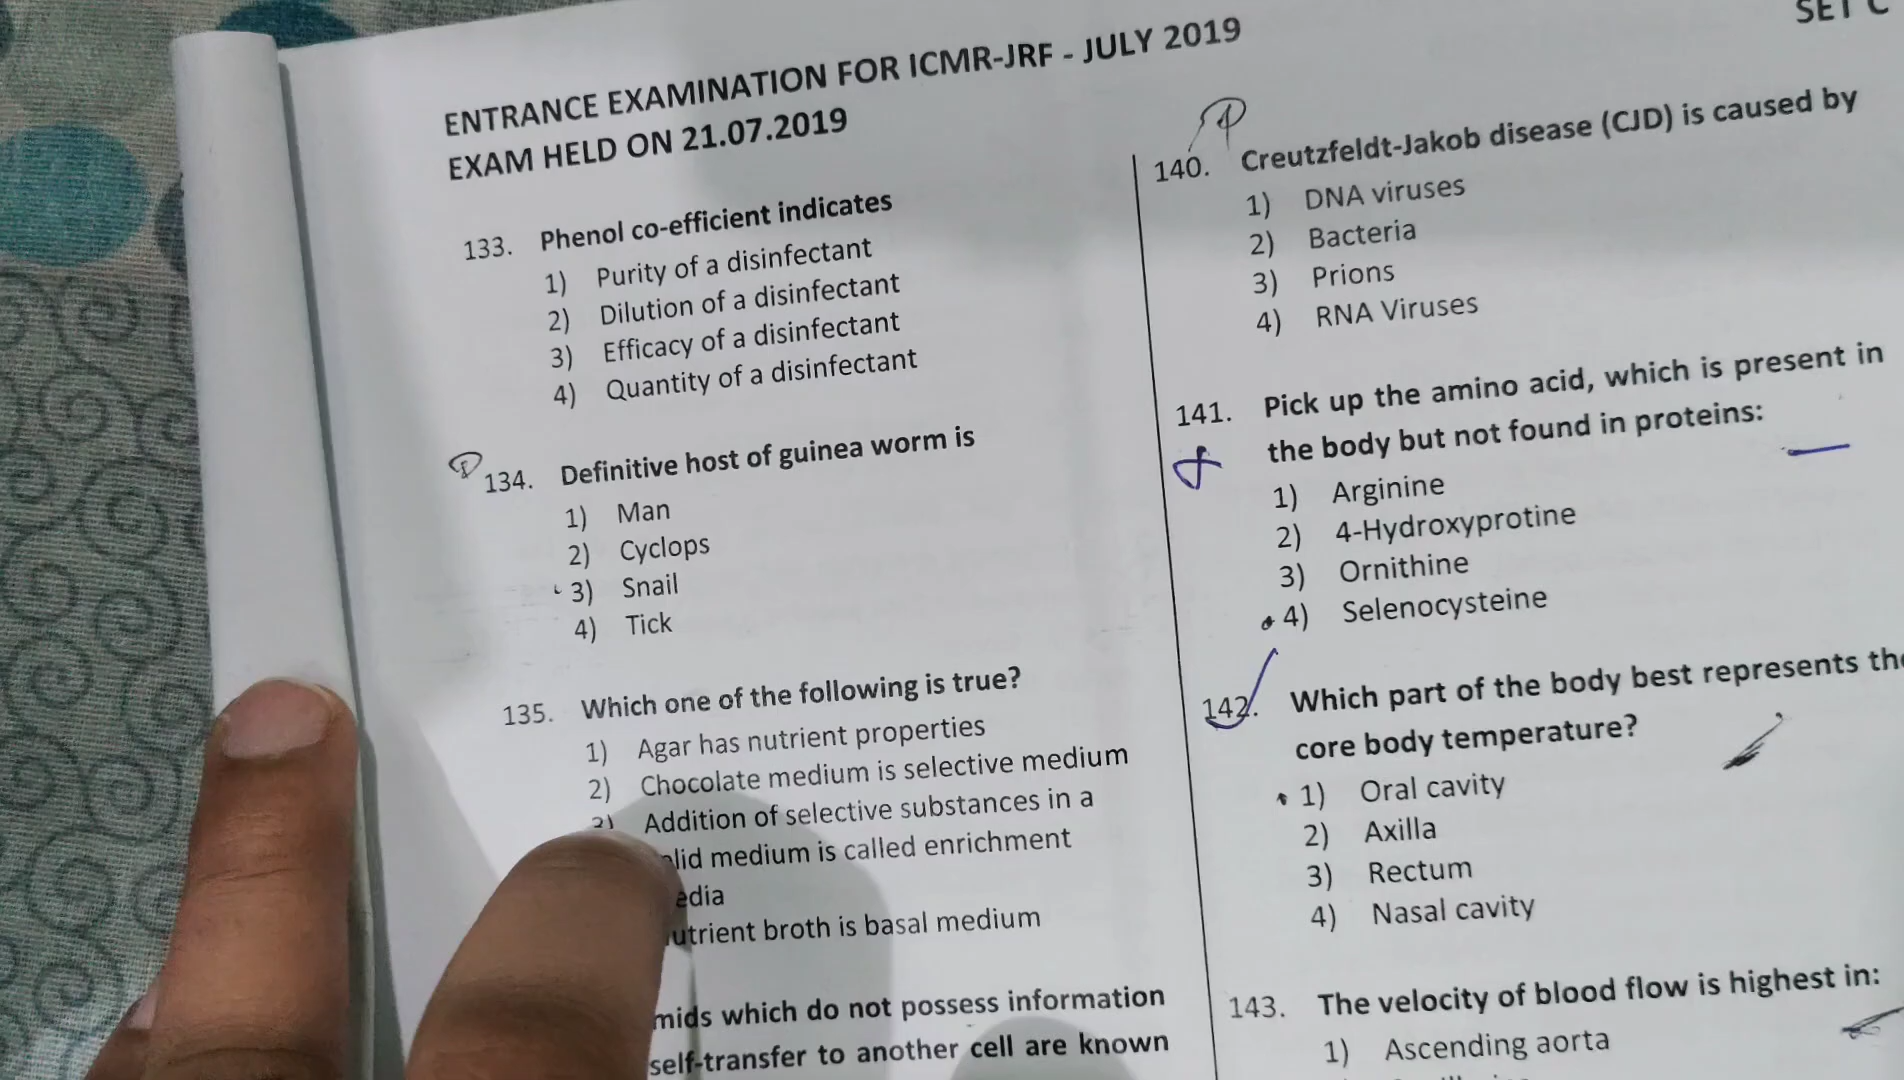 SET C
ENTRANCE EXAMINATION FOR ICMR-JRF - JULY 2019
EXAM HELD ON 21.07.2019
133. Phenol co-efficient indicates
1) Purity of a disinfectant
2) Dilution of a disinfectant
3) Efficacy of a disinfectant
4) Quantity of a disinfectant
134. Definitive host of guinea worm is
1) Man
2) Cyclops
3) Snail
4) Tick
135. Which one of the following is true?
1) Agar has nutrient properties
2) Chocolate medium is selective medium
3) Addition of selective substances in a
medium is called enrichment
broth is basal medium
which do not possess information
self-transfer to another cell are known
140. Creutzfeldt-Jakob disease (CJD) is caused by
1) DNA viruses
2) Bacteria
3) Prions
4) RNA Viruses
141. Pick up the amino acid, which is present in
the body but not found in proteins:
1) Arginine
2) 4-Hydroxyprotine
3) Ornithine
4) Selenocysteine
142. Which part of the body best represents the
core body temperature?
1) Oral cavity
2) Axilla
3) Rectum
4) Nasal cavity
143. The velocity of blood flow is highest in:
1) Ascending aorta